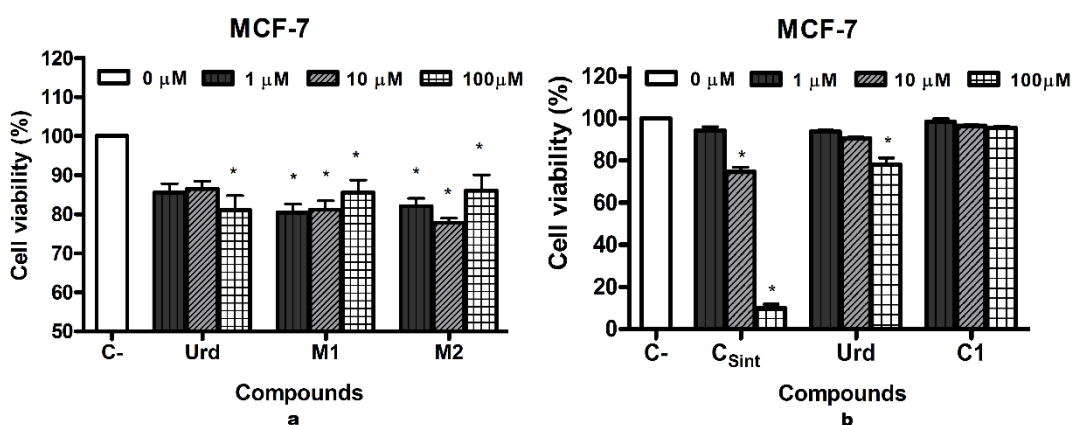 MCF-7
0 μM 1 μM 10 μM 100μM
Cell viability (%)
120
110
100
90
80
70
60
50
* * * * * * *
C- Urd M1 M2
Compounds
a
MCF-7
0 μM 1 μM 10 μM 100μM
Cell viability (%)
120
100
80
60
40
20
0
* * *
C- CSint Urd C1
Compounds
b